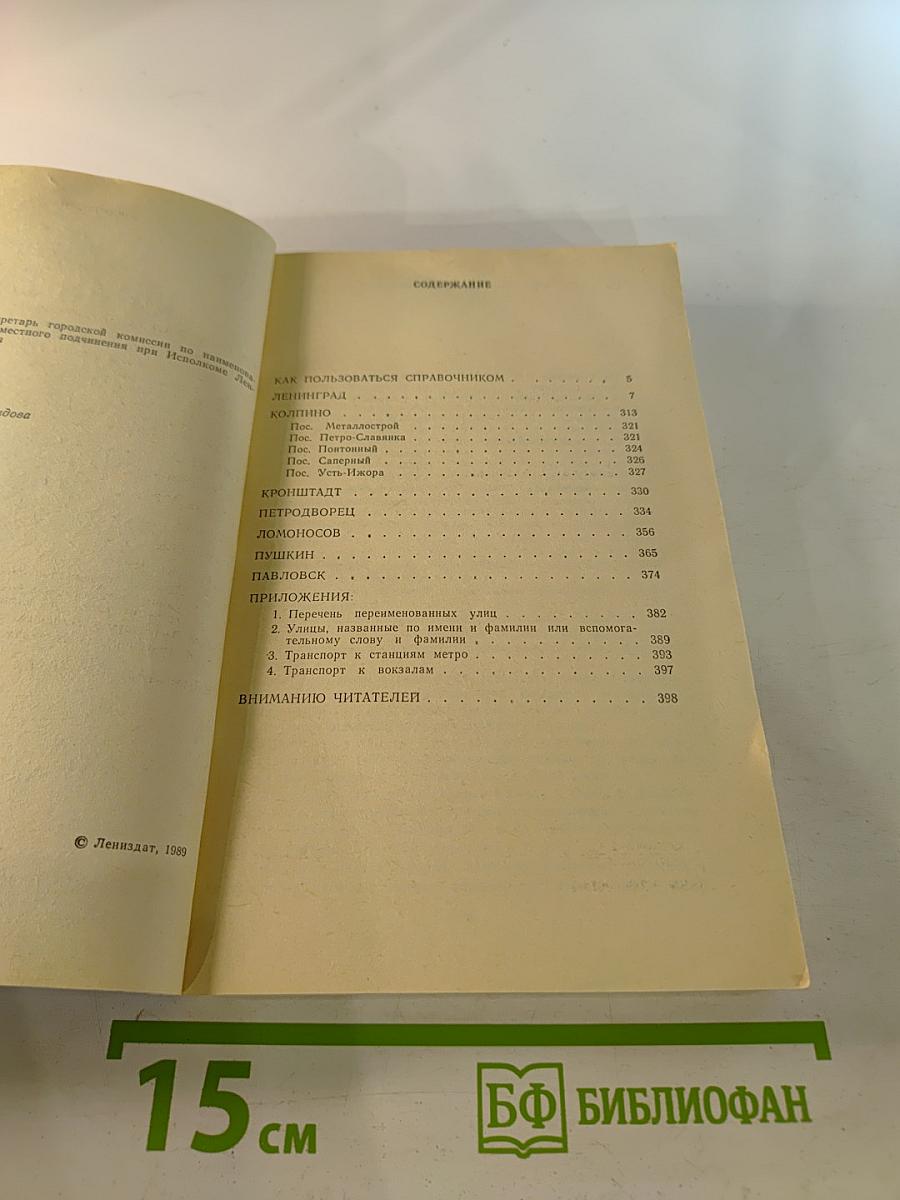 ретарь городской комиссии по наименова-
местного подчинения при Исполкоме Лен-
дова
© Лениздат, 1989
СОДЕРЖАНИЕ
КАК ПОЛЬЗОВАТЬСЯ СПРАВОЧНИКОМ . . . . . . 5
ЛЕНИНГРАД . . . . . . . . . . . . . . . . 7
КОЛПИНО . . . . . . . . . . . . . . . . 313
Пос. Металлострой . . . . . . . . . . . . 321
Пос. Петро-Славянка . . . . . . . . . . . . 321
Пос. Понтонный . . . . . . . . . . . . . . 324
Пос. Саперный . . . . . . . . . . . . . . 326
Пос. Усть-Ижора . . . . . . . . . . . . . 327
КРОНШТАДТ . . . . . . . . . . . . . . . . 330
ПЕТРОДВОРЕЦ . . . . . . . . . . . . . . . 334
ЛОМОНОСОВ . . . . . . . . . . . . . . . . 356
ПУШКИН . . . . . . . . . . . . . . . . . 365
ПАВЛОВСК . . . . . . . . . . . . . . . . 374
ПРИЛОЖЕНИЯ:
1. Перечень переименованных улиц . . . . . . . . 382
2. Улицы, названные по имени и фамилии или вспомога-
тельному слову и фамилии . . . . . . . . . . 389
3. Транспорт к станциям метро . . . . . . . . . . 393
4. Транспорт к вокзалам . . . . . . . . . . . . 397
ВНИМАНИЮ ЧИТАТЕЛЕЙ . . . . . . . . . . . . . 398
15 см
БФ БИБЛИОФАН